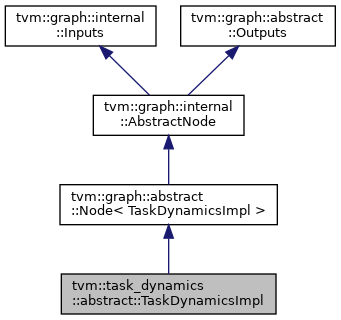 tvm::graph::internal
::Inputs
tvm::graph::abstract
::Outputs
tvm::graph::internal
::AbstractNode
tvm::graph::abstract
::Node< TaskDynamicsImpl >
tvm::task_dynamics
::abstract::TaskDynamicsImpl